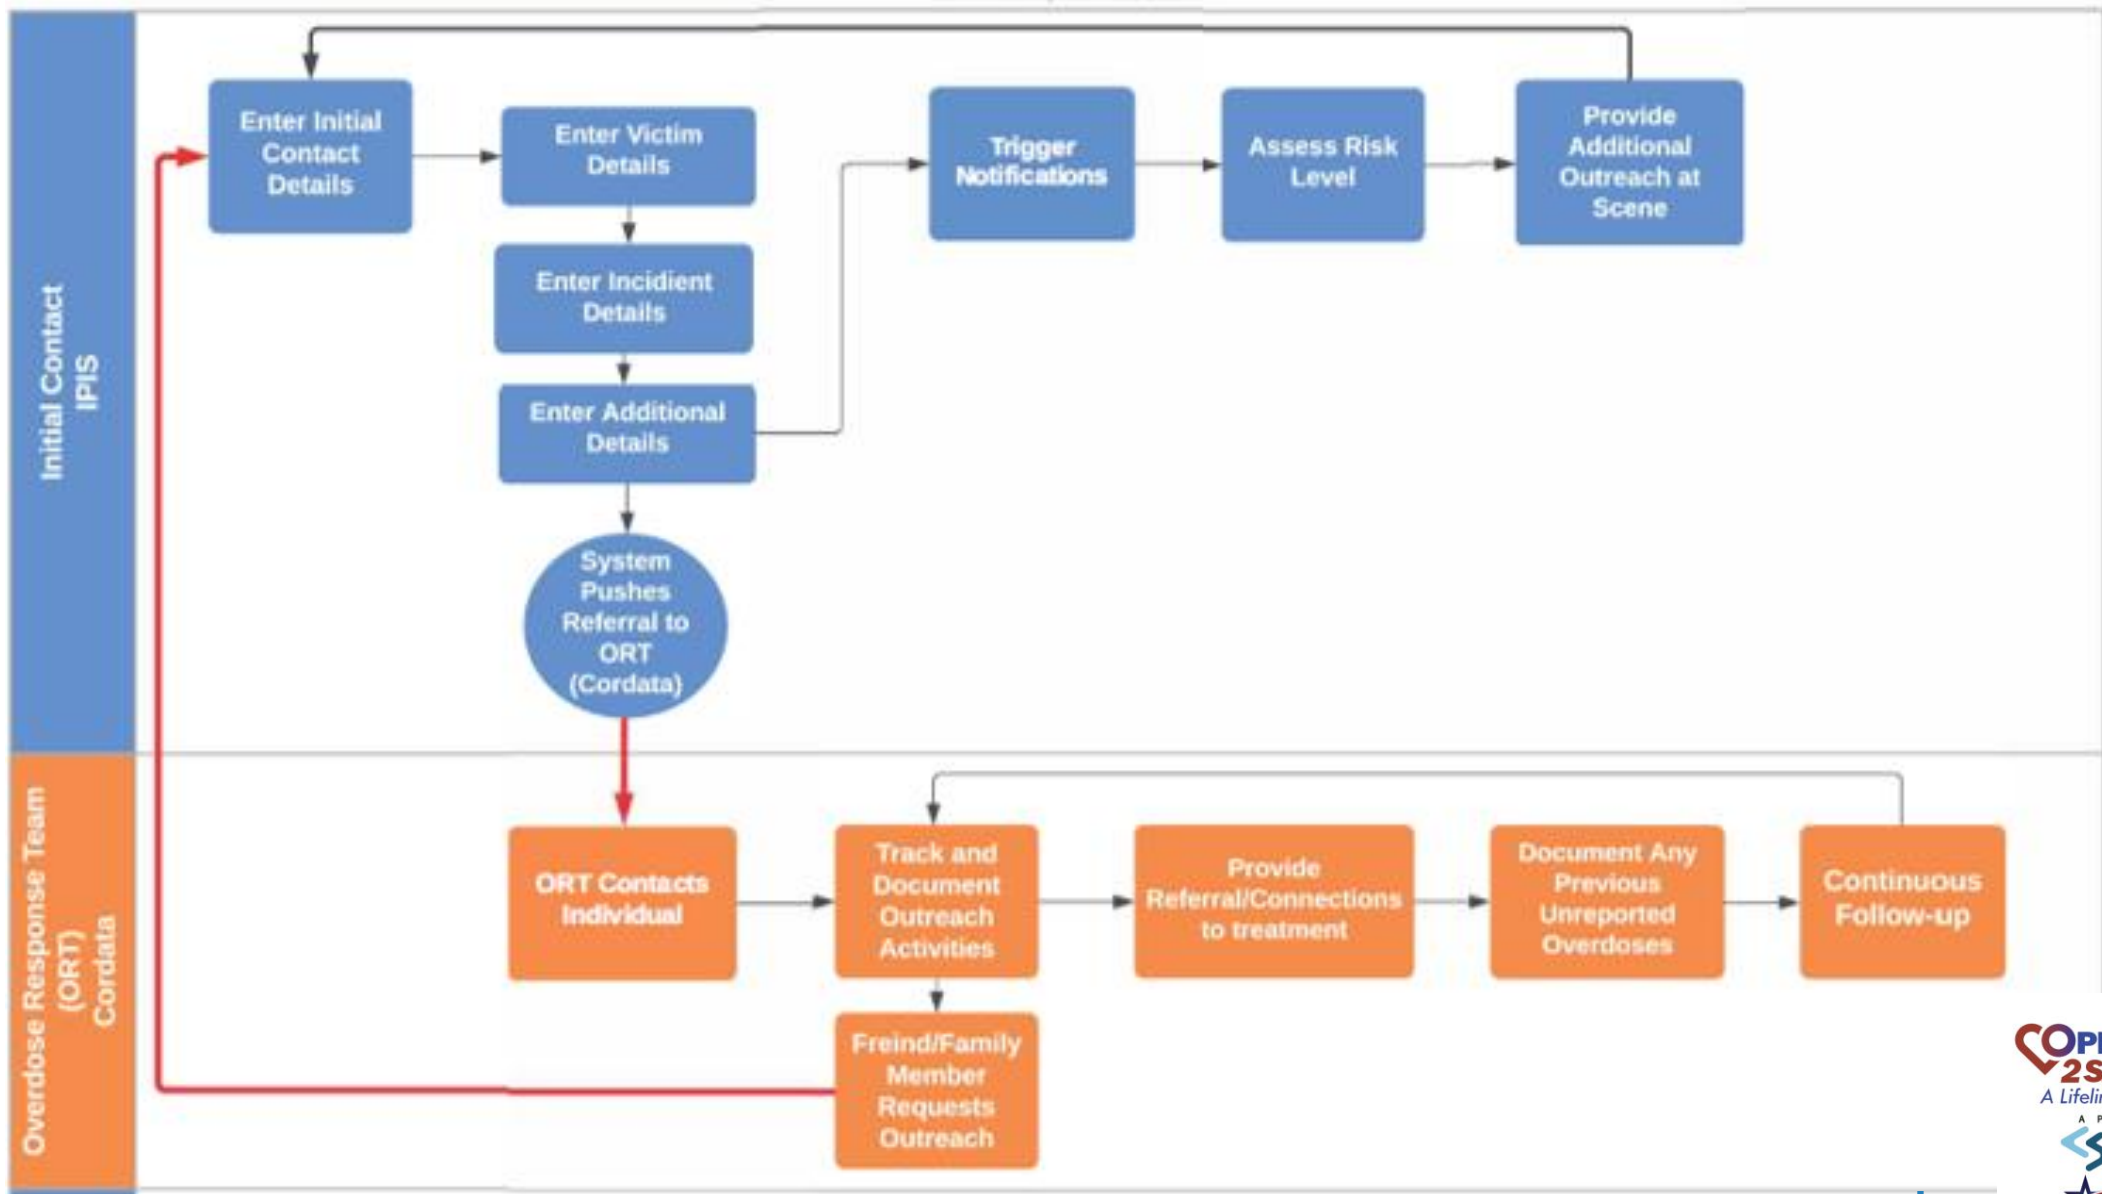 Initial Contact
IPIS
Enter Initial
Contact
Details
Enter Victim
Details
Enter Incidient
Details
Enter Additional
Details
Trigger
Notifications
Assess Risk
Level
Provide
Additional
Outreach at
Scene
System
Pushes
Referral to
ORT
(Cordata)
Overdose Response Team
(ORT)
Cordata
ORT Contacts
Individual
Track and
Document
Outreach
Activities
Provide
Referral/Connections
to treatment
Document Any
Previous
Unreported
Overdoses
Continuous
Follow-up
Freind/Family
Member
Requests
Outreach
2S
A
A P